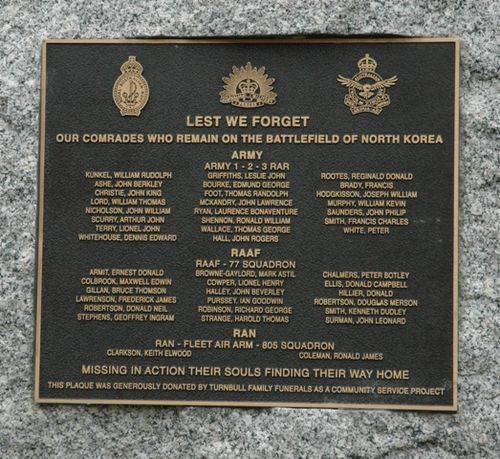 LEST WE FORGET
OUR COMRADES WHO REMAIN ON THE BATTLEFIELD OF NORTH KOREA
ARMY
ARMY 1 - 2 - 3 RAR
KUNKEL, WILLIAM RUDOLPH GRIFFITHS, LESLIE JOHN ROOTES, REGINALD DONALD
ASHE, JOHN BERKLEY BOURKE, EDMUND GEORGE BRADY, FRANCIS
CHRISTIE, JOHN KING FOOT, THOMAS RANDOLPH HODGKISSON, JOSEPH WILLIAM
LORD, WILLIAM THOMAS MCKANDRY, JOHN LAWRENCE MURPHY, WILLIAM KEVIN
NICHOLSON, JOHN WILLIAM RYAN, LAURENCE BONAVENTURE SAUNDERS, JOHN PHILIP
SCURRY, ARTHUR JOHN SHENNON, RONALD WILLIAM SMITH, FRANCIS CHARLES
TERRY, LIONEL JOHN WALLACE, THOMAS GEORGE WHITE, PETER
WHITEHOUSE, DENNIS EDWARD HALL, JOHN ROGERS
RAAF
RAAF - 77 SQUADRON
ARMIT, ERNEST DONALD BROWNE-GAYLORD, MARK ASTIL CHALMERS, PETER BOTLEY
COLBROOK, MAXWELL EDWIN COWPER, LIONEL HENRY ELLIS, DONALD CAMPBELL
GILLAN, BRUCE THOMSON HALLEY, JOHN BEVERLEY HILLIER, DONALD
LAWRENSON, FREDERICK JAMES PURSSEY, IAN GOODWIN ROBERTSON, DOUGLAS MERSON
ROBERTSON, DONALD NEIL ROBINSON, RICHARD GEORGE SMITH, KENNETH DUDLEY
STEPHENS, GEOFFREY INGRAM STRANGE, HAROLD THOMAS SURMAN, JOHN LEONARD
RAN
RAN - FLEET AIR ARM - 805 SQUADRON
CLARKSON, KEITH ELWOOD COLEMAN, RONALD JAMES
MISSING IN ACTION THEIR SOULS FINDING THEIR WAY HOME
THIS PLAQUE WAS GENEROUSLY DONATED BY TURNBULL FAMILY FUNERALS AS A COMMUNITY SERVICE PROJECT